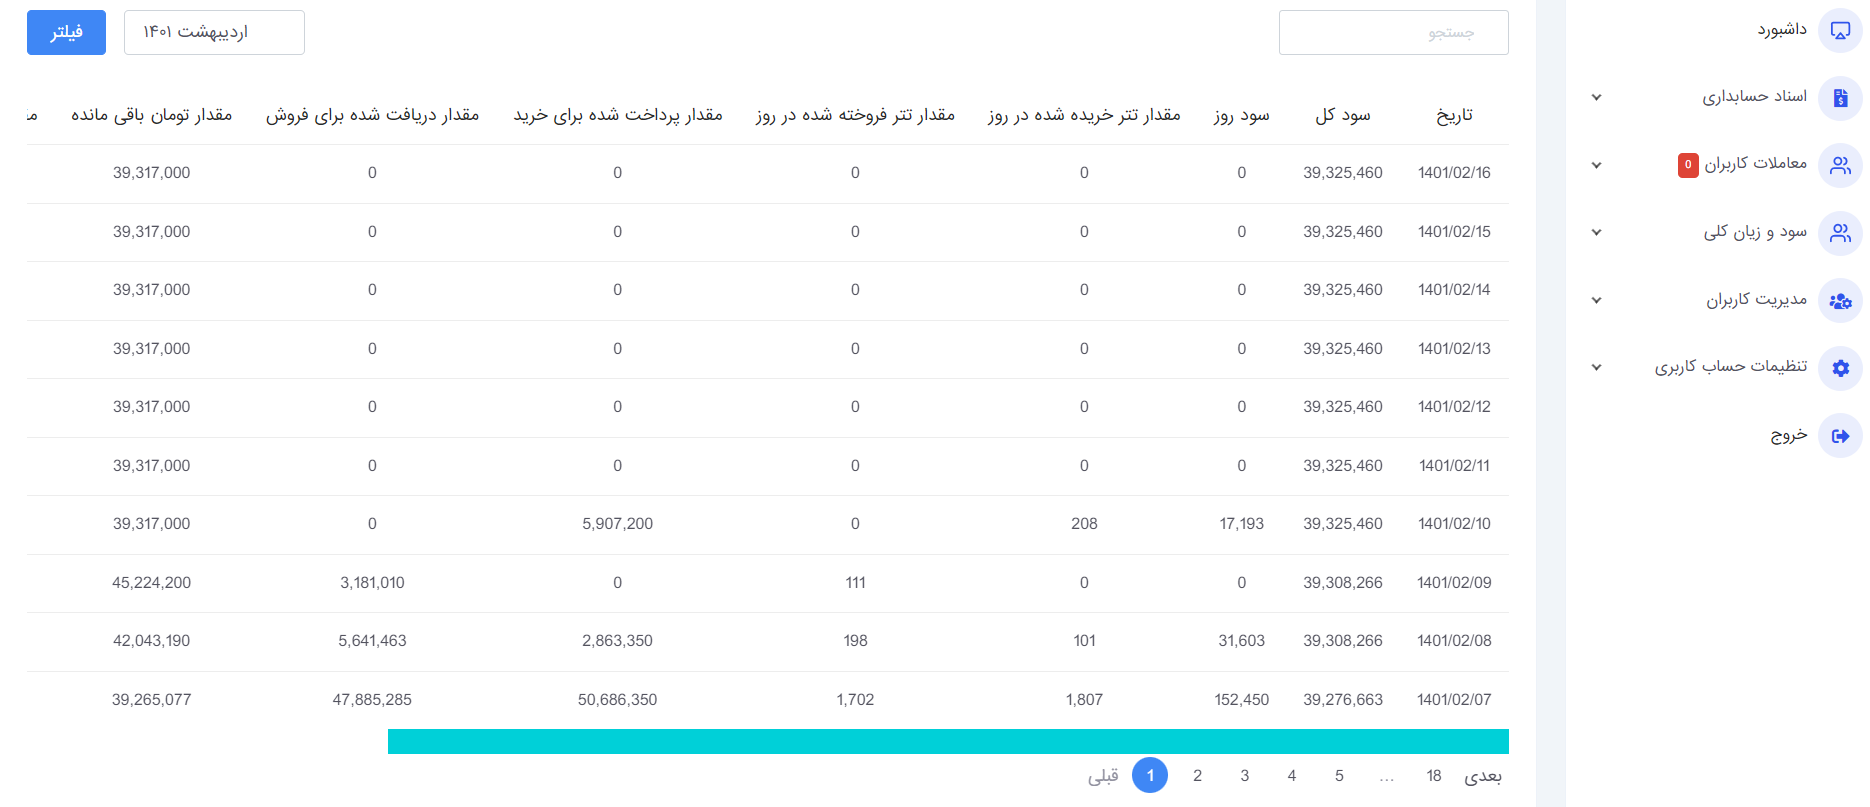 داشبورد
اسناد حسابداری
معاملات کاربران 0
سود و زیان کلی
مدیریت کاربران
تنظیمات حساب کاربری
خروج
جستجو
اردیبهشت ۱۴۰۱
فیلتر
تاریخ سود کل سود روز مقدار تتر خریده شده در روز مقدار تتر فروخته شده در روز مقدار پرداخت شده برای خرید مقدار دریافت شده برای فروش مقدار تومان باقی مانده
1401/02/16 39,325,460 0 0 0 0 0 39,317,000
1401/02/15 39,325,460 0 0 0 0 0 39,317,000
1401/02/14 39,325,460 0 0 0 0 0 39,317,000
1401/02/13 39,325,460 0 0 0 0 0 39,317,000
1401/02/12 39,325,460 0 0 0 0 0 39,317,000
1401/02/11 39,325,460 0 0 0 0 0 39,317,000
1401/02/10 39,325,460 17,193 208 0 5,907,200 0 39,317,000
1401/02/09 39,308,266 0 0 111 0 3,181,010 45,224,200
1401/02/08 39,308,266 31,603 101 198 2,863,350 5,641,463 42,043,190
1401/02/07 39,276,663 152,450 1,807 1,702 50,686,350 47,885,285 39,265,077
قبلی 1 2 3 4 5 ... 18 بعدی